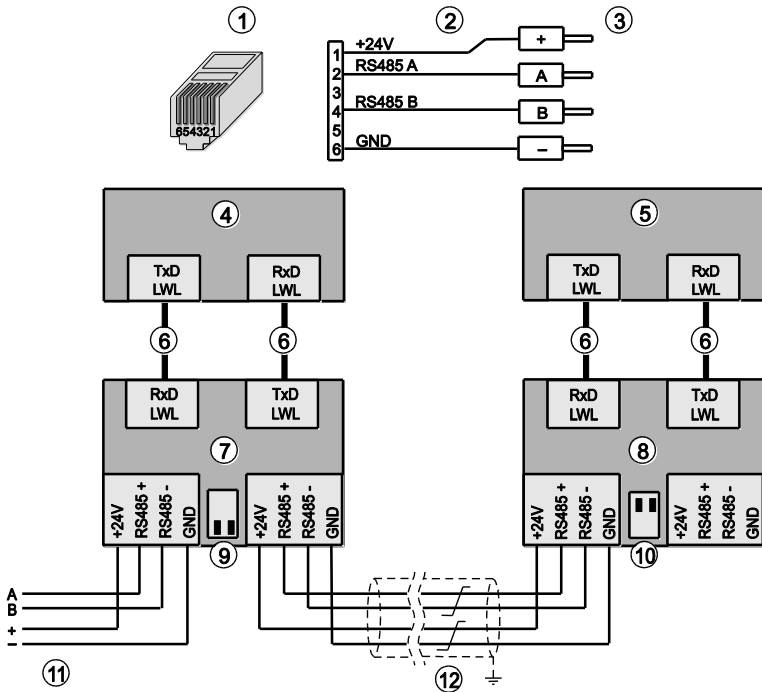 1 2 3
654321
1 +24V +
2 RS485 A A
3
4 RS485 B B
5
6 GND –
4 5
TxD LWL RxD LWL TxD LWL RxD LWL
6 6 6 6
RxD LWL TxD LWL RxD LWL TxD LWL
7 8
+24V RS485 + RS485 - GND +24V RS485 + RS485 - GND +24V RS485 + RS485 - GND +24V RS485 + RS485 - GND
9 10
A
B
+
–
11 12